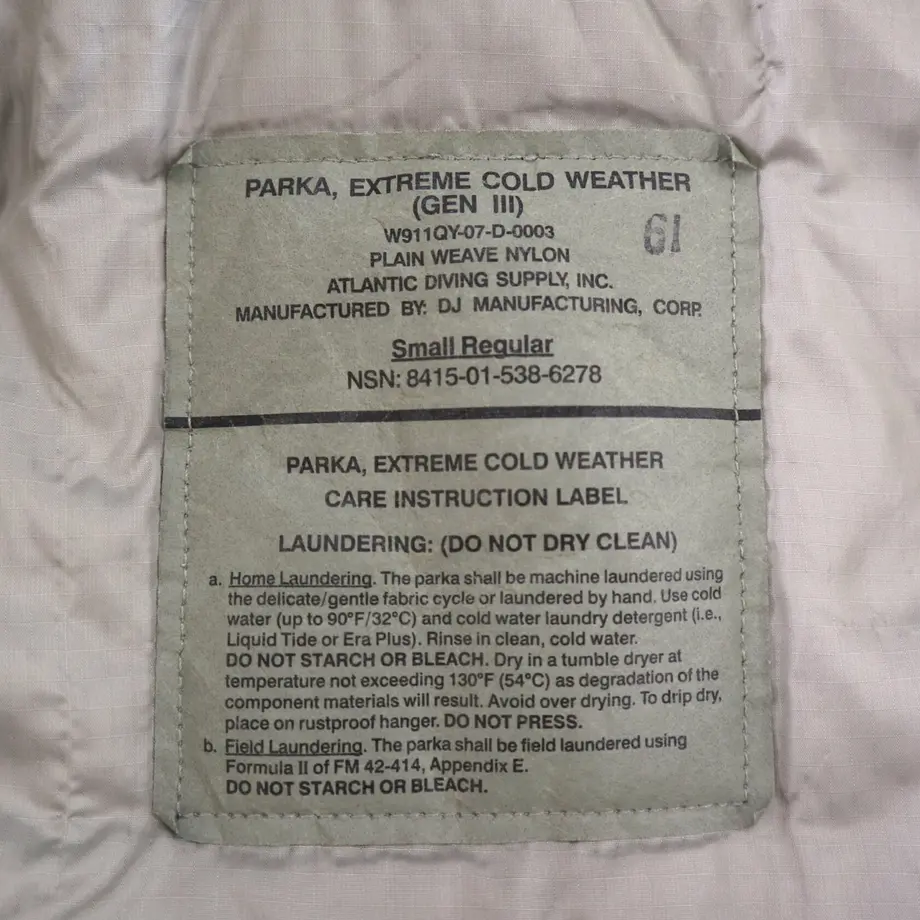 PARKA, EXTREME COLD WEATHER
(GEN III)
W911QY-07-D-0003
61
PLAIN WEAVE NYLON
ATLANTIC DIVING SUPPLY, INC.
MANUFACTURED BY: DJ MANUFACTURING, CORP.
Small Regular
NSN: 8415-01-538-6278
PARKA, EXTREME COLD WEATHER
CARE INSTRUCTION LABEL
LAUNDERING: (DO NOT DRY CLEAN)
a. Home Laundering. The parka shall be machine laundered using
the delicate/gentle fabric cycle or laundered by hand. Use cold
water (up to 90°F/32°C) and cold water laundry detergent (i.e.,
Liquid Tide or Era Plus). Rinse in clean, cold water.
DO NOT STARCH OR BLEACH. Dry in a tumble dryer at
temperature not exceeding 130°F (54°C) as degradation of the
component materials will result. Avoid over drying. To drip dry,
place on rustproof hanger. DO NOT PRESS.
b. Field Laundering. The parka shall be field laundered using
Formula II of FM 42-414, Appendix E.
DO NOT STARCH OR BLEACH.